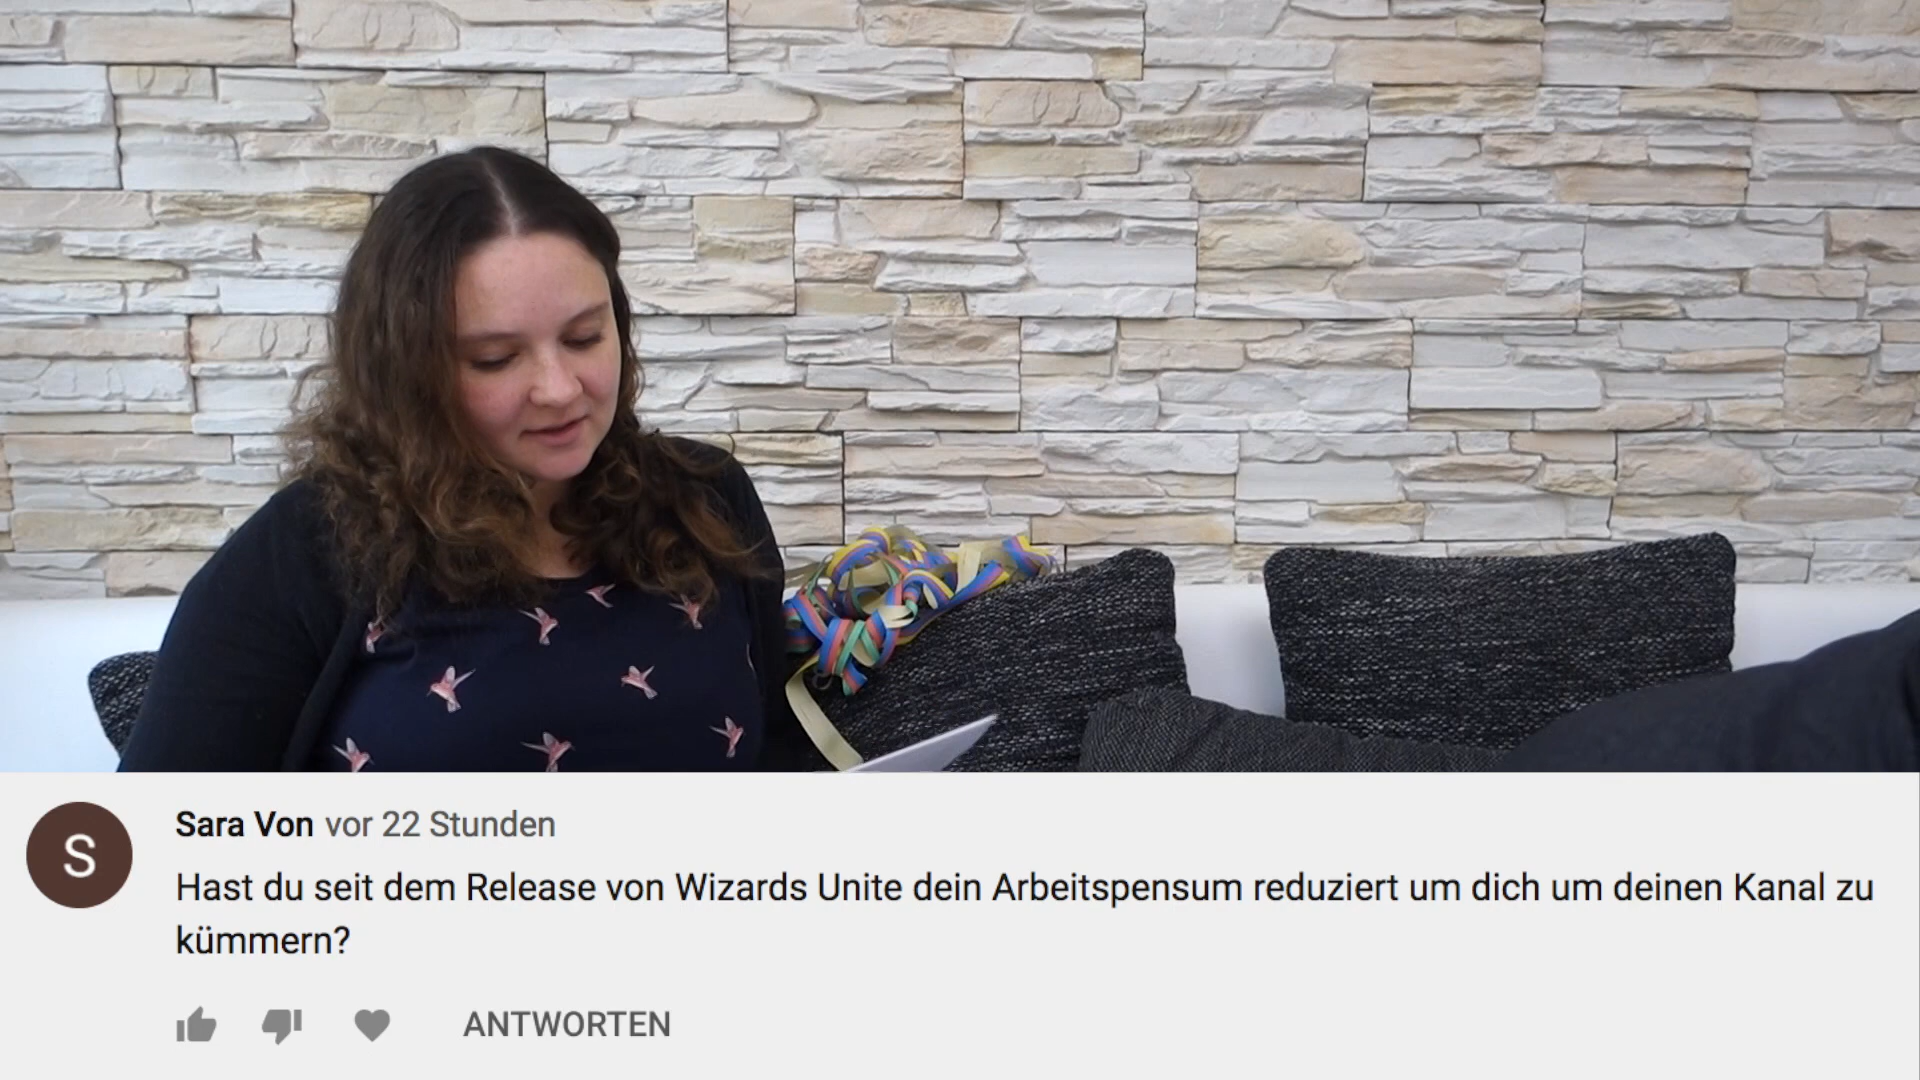 S
Sara Von vor 22 Stunden
Hast du seit dem Release von Wizards Unite dein Arbeitspensum reduziert um dich um deinen Kanal zu
kümmern?
ANTWORTEN